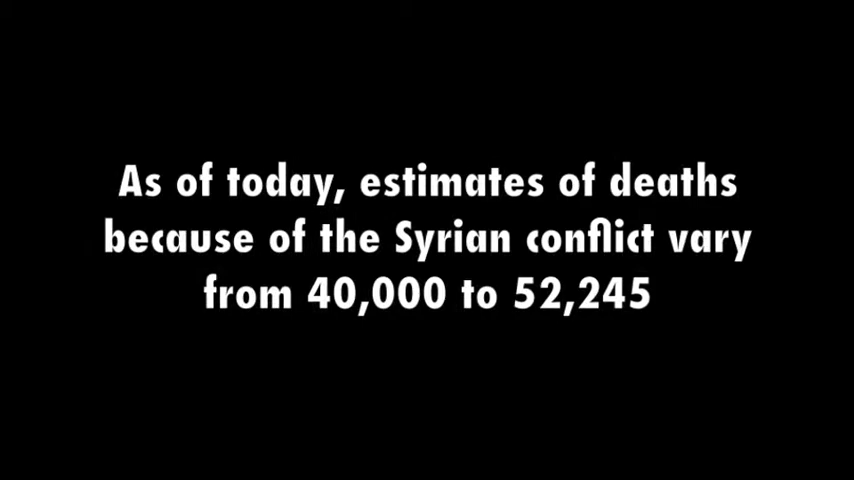 As of today, estimates of deaths
because of the Syrian conflict vary
from 40,000 to 52,245